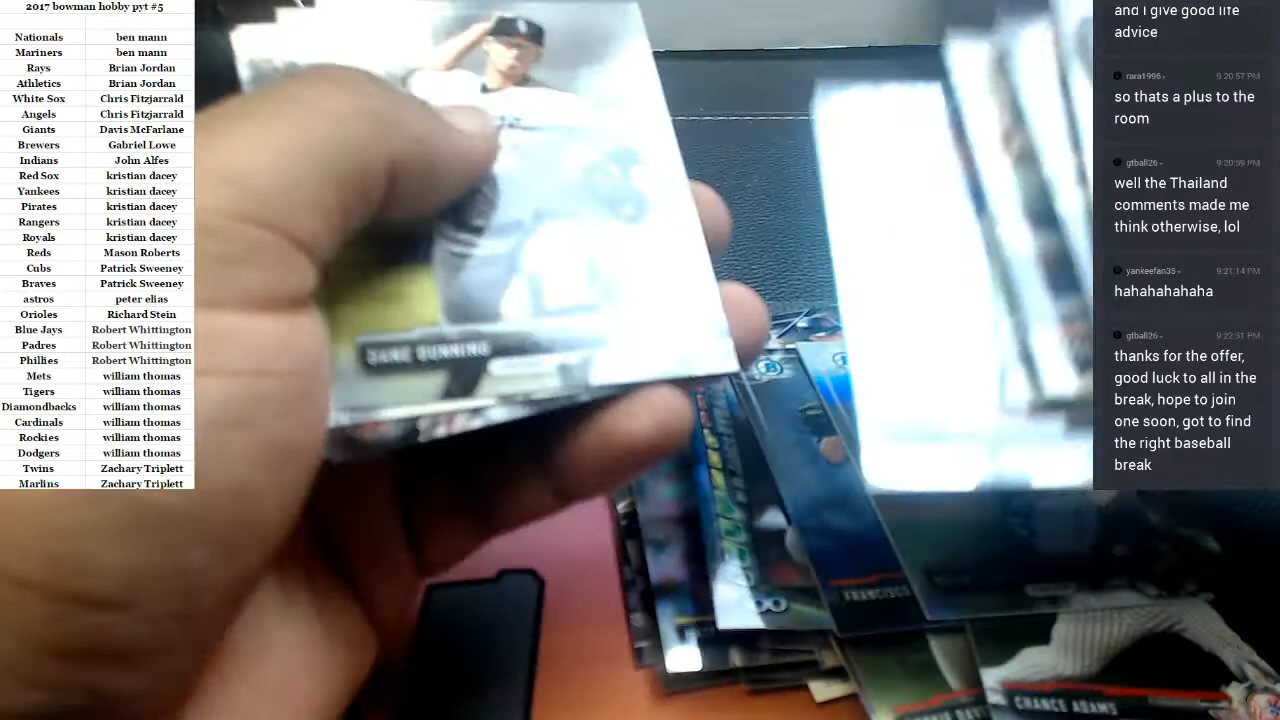 2017 bowman hobby pyt #5
Nationals ben mann
Mariners ben mann
Rays Brian Jordan
Athletics Brian Jordan
White Sox Chris Fitzjarrald
Angels Chris Fitzjarrald
Giants Davis McFarlane
Brewers Gabriel Lowe
Indians John Alfes
Red Sox kristian dacey
Yankees kristian dacey
Pirates kristian dacey
Rangers kristian dacey
Royals kristian dacey
Reds Mason Roberts
Cubs Patrick Sweeney
Braves Patrick Sweeney
astros peter elias
Orioles Richard Stein
Blue Jays Robert Whittington
Padres Robert Whittington
Phillies Robert Whittington
Mets william thomas
Tigers william thomas
Diamondbacks william thomas
Cardinals william thomas
Rockies william thomas
Dodgers william thomas
Twins Zachary Triplett
Marlins Zachary Triplett
DANE DUNNING
FRANCISCO
CHANCE ADAMS
and I give good life
advice
rara1996 9:20:57 PM
so thats a plus to the
room
gtball26 9:20:59 PM
well the Thailand
comments made me
think otherwise, lol
yankeefan35 9:21:14 PM
hahahahahaha
gtball26 9:22:31 PM
thanks for the offer,
good luck to all in the
break, hope to join
one soon, got to find
the right baseball
break